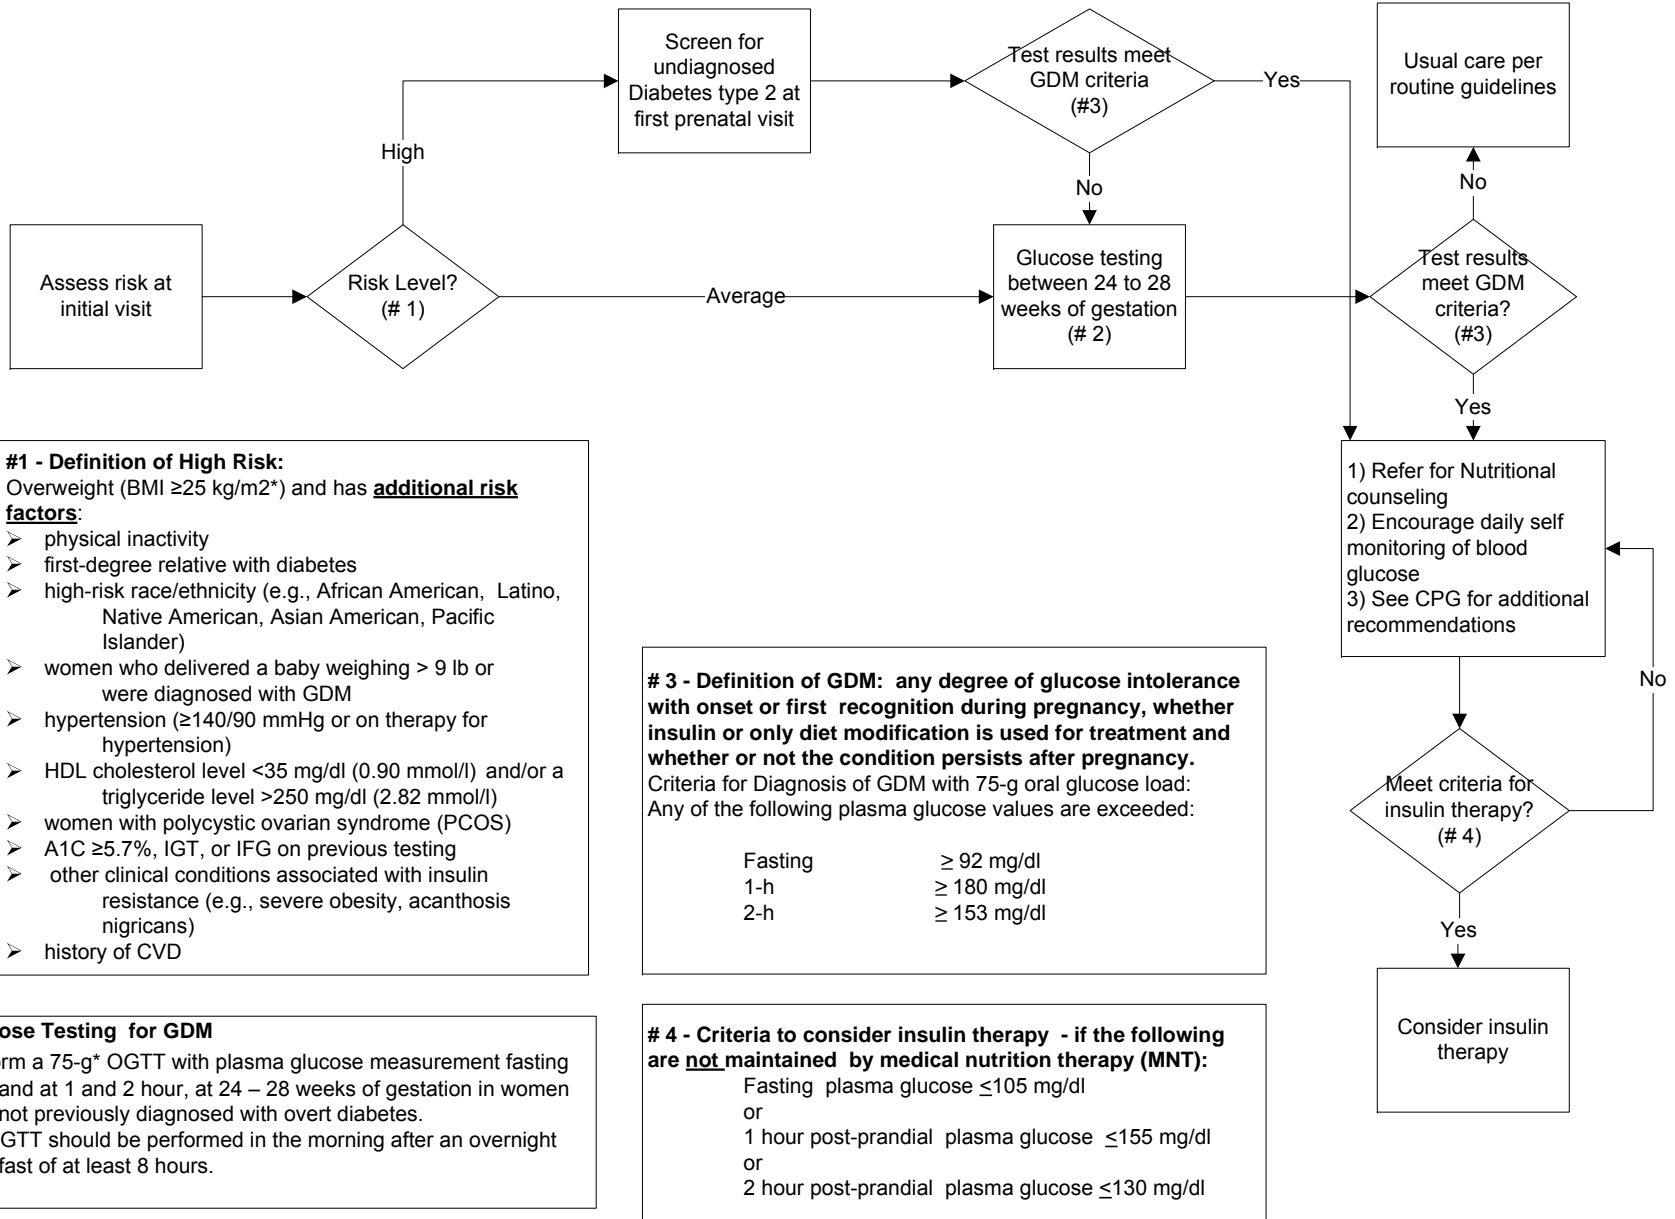 Screen for
undiagnosed
Diabetes type 2 at
first prenatal visit
Test results meet
GDM criteria
(#3)
Yes
Usual care per
routine guidelines
High
No
No
Assess risk at
initial visit
Risk Level?
(# 1)
Average
Glucose testing
between 24 to 28
weeks of gestation
(# 2)
Test results
meet GDM
criteria?
(#3)
Yes
#1 - Definition of High Risk:
Overweight (BMI ≥25 kg/m2*) and has additional risk
factors:
➢ physical inactivity
➢ first-degree relative with diabetes
➢ high-risk race/ethnicity (e.g., African American, Latino,
Native American, Asian American, Pacific
Islander)
➢ women who delivered a baby weighing > 9 lb or
were diagnosed with GDM
➢ hypertension (≥140/90 mmHg or on therapy for
hypertension)
➢ HDL cholesterol level <35 mg/dl (0.90 mmol/l) and/or a
triglyceride level >250 mg/dl (2.82 mmol/l)
➢ women with polycystic ovarian syndrome (PCOS)
➢ A1C ≥5.7%, IGT, or IFG on previous testing
➢ other clinical conditions associated with insulin
resistance (e.g., severe obesity, acanthosis
nigricans)
➢ history of CVD
1) Refer for Nutritional
counseling
2) Encourage daily self
monitoring of blood
glucose
3) See CPG for additional
recommendations
No
# 3 - Definition of GDM: any degree of glucose intolerance
with onset or first recognition during pregnancy, whether
insulin or only diet modification is used for treatment and
whether or not the condition persists after pregnancy.
Criteria for Diagnosis of GDM with 75-g oral glucose load:
Any of the following plasma glucose values are exceeded:
Fasting ≥ 92 mg/dl
1-h ≥ 180 mg/dl
2-h ≥ 153 mg/dl
Meet criteria for
insulin therapy?
(# 4)
Yes
Consider insulin
therapy
ose Testing for GDM
rm a 75-g* OGTT with plasma glucose measurement fasting
and at 1 and 2 hour, at 24 – 28 weeks of gestation in women
not previously diagnosed with overt diabetes.
GTT should be performed in the morning after an overnight
fast of at least 8 hours.
# 4 - Criteria to consider insulin therapy - if the following
are not maintained by medical nutrition therapy (MNT):
Fasting plasma glucose ≤105 mg/dl
or
1 hour post-prandial plasma glucose ≤155 mg/dl
or
2 hour post-prandial plasma glucose ≤130 mg/dl